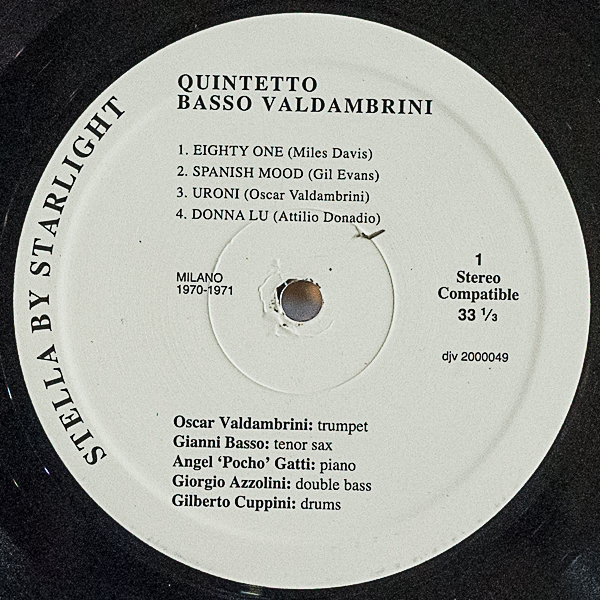 STELLA BY STARLIGHT
QUINTETTO
BASSO VALDAMBRINI
1. EIGHTY ONE (Miles Davis)
2. SPANISH MOOD (Gil Evans)
3. URONI (Oscar Valdambrini)
4. DONNA LU (Attilio Donadio)
MILANO
1970-1971
1
Stereo
Compatible
33 ⅓
djv 2000049
Oscar Valdambrini: trumpet
Gianni Basso: tenor sax
Angel ‘Pocho’ Gatti: piano
Giorgio Azzolini: double bass
Gilberto Cuppini: drums